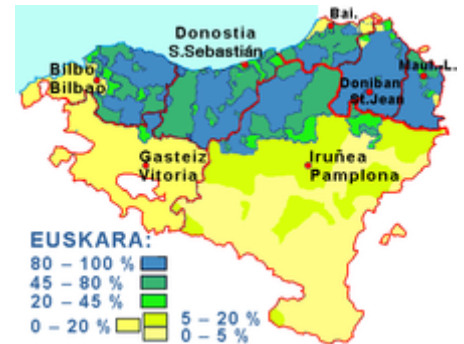 Bai.
Donostia
S.Sebastián
Bilbo
Bilbao
Maut.-L.
Doniban
St.Jean
Gasteiz
Vitoria
Iruñea
Pamplona
EUSKARA:
80 – 100 %
45 – 80 %
20 – 45 %
0 – 20 %
5 – 20 %
0 – 5 %